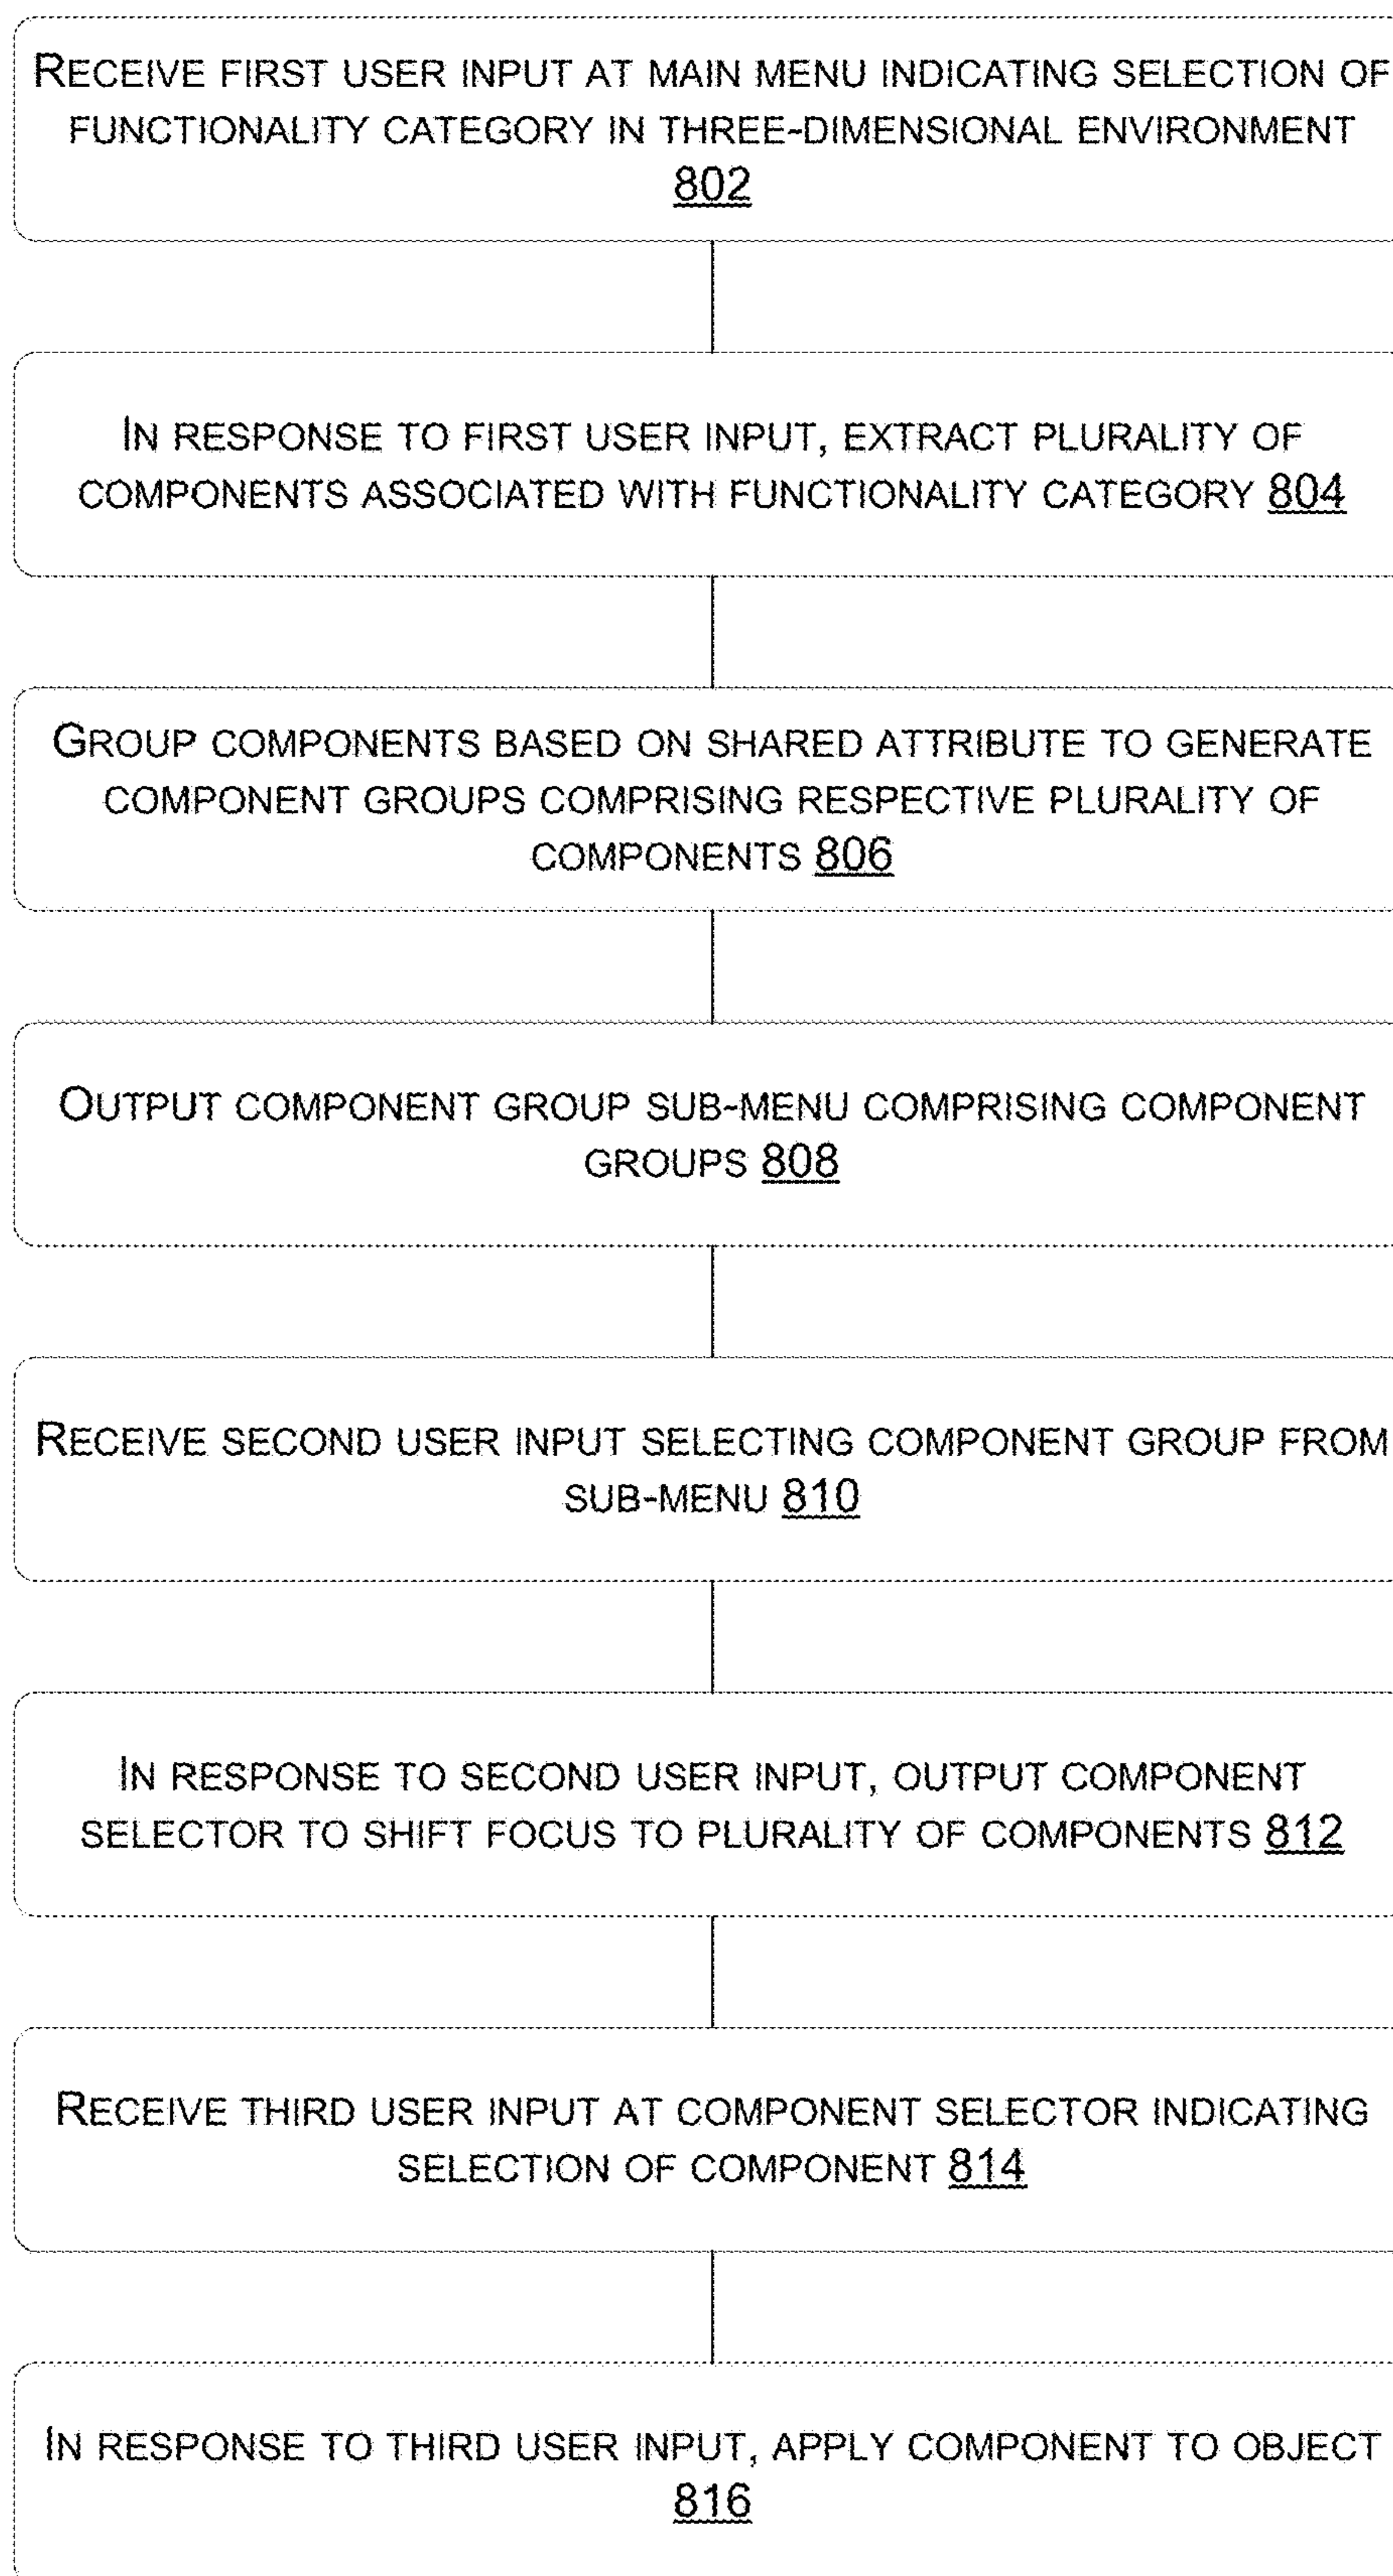 RECEIVE FIRST USER INPUT AT MAIN MENU INDICATING SELECTION OF
FUNCTIONALITY CATEGORY IN THREE-DIMENSIONAL ENVIRONMENT
802
IN RESPONSE TO FIRST USER INPUT, EXTRACT PLURALITY OF
COMPONENTS ASSOCIATED WITH FUNCTIONALITY CATEGORY 804
GROUP COMPONENTS BASED ON SHARED ATTRIBUTE TO GENERATE
COMPONENT GROUPS COMPRISING RESPECTIVE PLURALITY OF
COMPONENTS 806
OUTPUT COMPONENT GROUP SUB-MENU COMPRISING COMPONENT
GROUPS 808
RECEIVE SECOND USER INPUT SELECTING COMPONENT GROUP FROM
SUB-MENU 810
IN RESPONSE TO SECOND USER INPUT, OUTPUT COMPONENT
SELECTOR TO SHIFT FOCUS TO PLURALITY OF COMPONENTS 812
RECEIVE THIRD USER INPUT AT COMPONENT SELECTOR INDICATING
SELECTION OF COMPONENT 814
IN RESPONSE TO THIRD USER INPUT, APPLY COMPONENT TO OBJECT
816